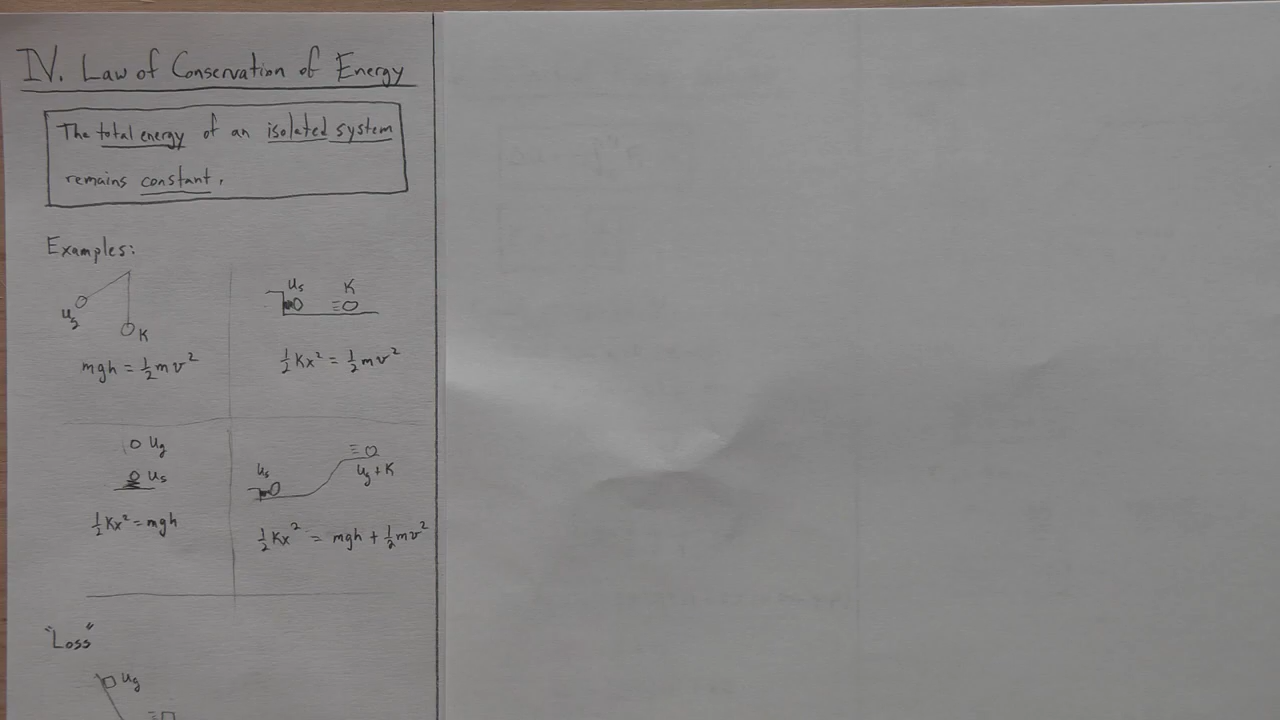 IV. Law of Conservation of Energy
The total energy of an isolated system
remains constant.
Examples:
Ug
K
mgh = ½mv²
Us K
½Kx² = ½mv²
Ug
Us
½Kx² = mgh
Us
Ug + K
½Kx² = mgh + ½mv²
"Loss"
Ug